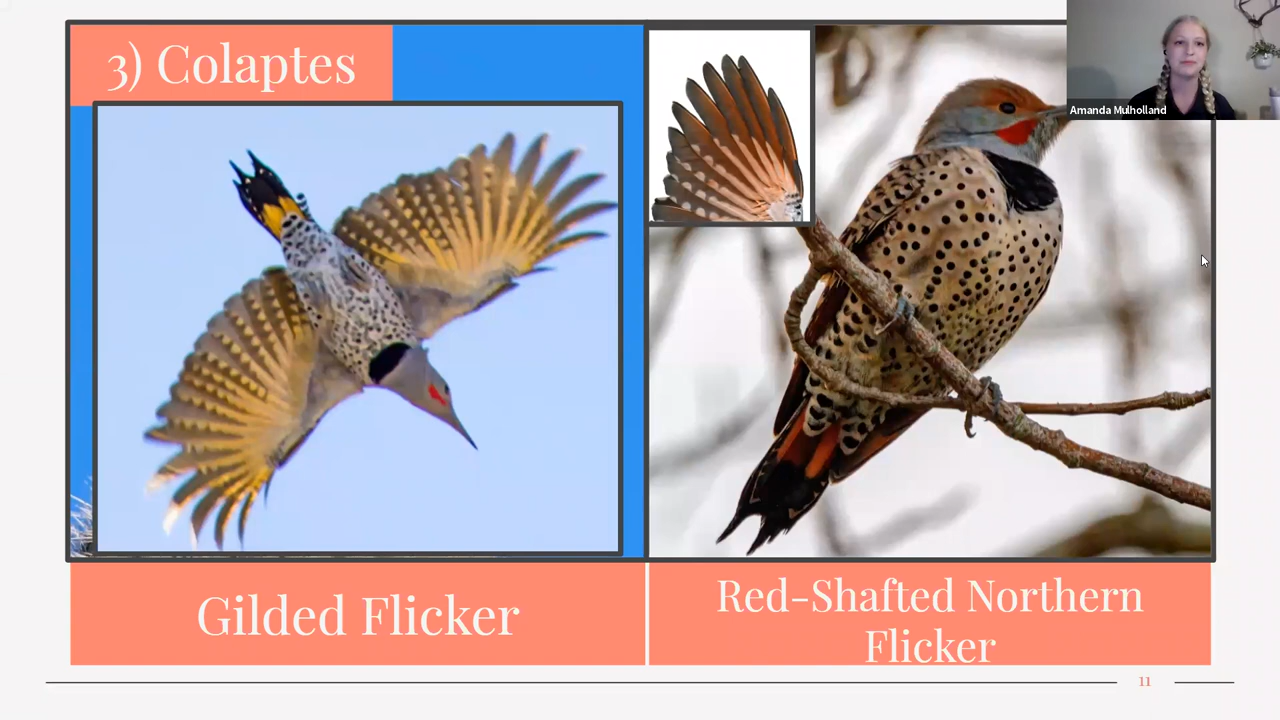 3) Colaptes
Amanda Mulholland
Gilded Flicker
Red-Shafted Northern
Flicker
11